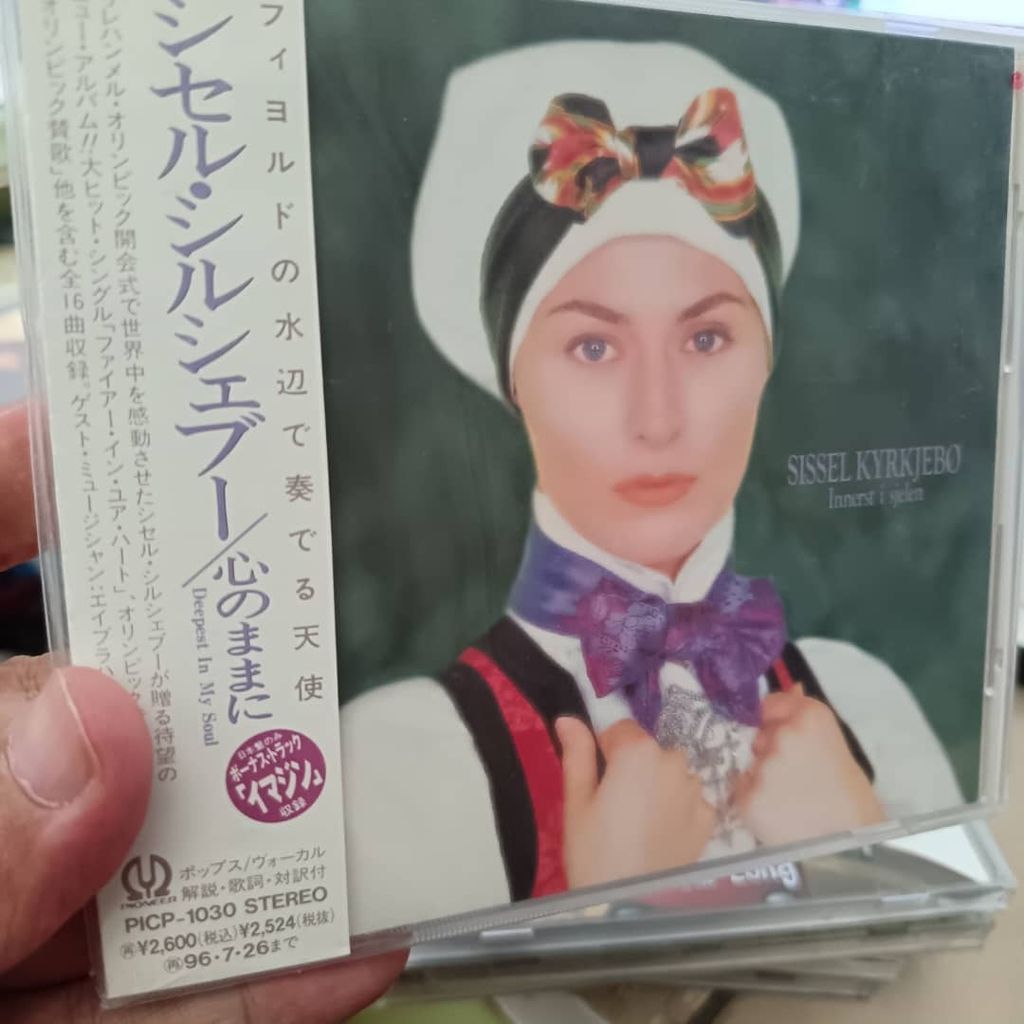 フィヨルドの水辺で奏でる天使
シセル・シルシェブー/心のままに
Deepest In My Soul
レハンメル・オリンピック開会式で世界中を感動させたシセル・シルシェブーが贈る待望の
ニュー・アルバム!!大ヒット・シングル「ファイアー・イン・ユア・ハート」、オリンピック
オリンピック賛歌」他を含む全16曲収録。ゲスト・ミュージシャン:エイブラハ
日本盤のみ
ボーナス・トラック
「イマジン」
収録
PIONEER
ポップス/ヴォーカル
解説・歌詞・対訳付
PICP-1030 STEREO
再¥2,600(税込)¥2,524(税抜)
再96・7・26まで
SISSEL KYRKJEBØ
Innerst i sjelen